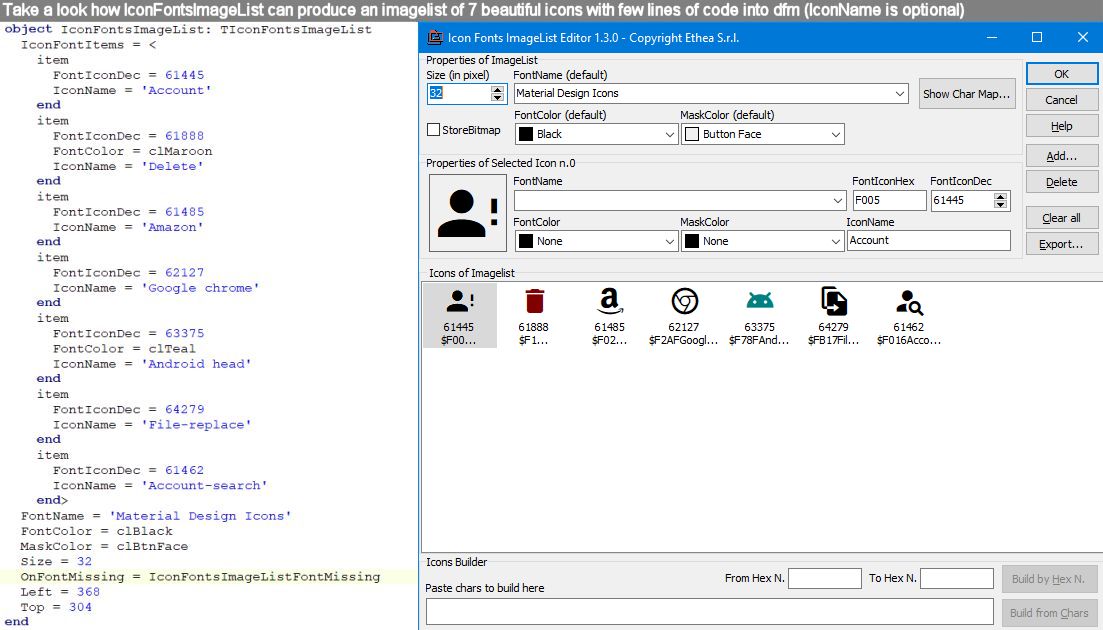 Take a look how IconFontsImageList can produce an imagelist of 7 beautiful icons with few lines of code into dfm (IconName is optional)
object IconFontsImageList: TIconFontsImageList
IconFontItems = <
item
FontIconDec = 61445
IconName = 'Account'
end
item
FontIconDec = 61888
FontColor = clMaroon
IconName = 'Delete'
end
item
FontIconDec = 61485
IconName = 'Amazon'
end
item
FontIconDec = 62127
IconName = 'Google chrome'
end
item
FontIconDec = 63375
FontColor = clTeal
IconName = 'Android head'
end
item
FontIconDec = 64279
IconName = 'File-replace'
end
item
FontIconDec = 61462
IconName = 'Account-search'
end>
FontName = 'Material Design Icons'
FontColor = clBlack
MaskColor = clBtnFace
Size = 32
OnFontMissing = IconFontsImageListFontMissing
Left = 368
Top = 304
end
Icon Fonts ImageList Editor 1.3.0 - Copyright Ethea S.r.l.
Properties of ImageList
Size (in pixel) FontName (default)
32 Material Design Icons Show Char Map...
FontColor (default) MaskColor (default)
StoreBitmap Black Button Face
OK
Cancel
Help
Add...
Delete
Clear all
Export...
Properties of Selected Icon n.0
FontName FontIconHex FontIconDec
F005 61445
FontColor MaskColor IconName
None None Account
Icons of Imagelist
61445 61888 61485 62127 63375 64279 61462
$F00... $F1... $F02... $F2AFGoogl... $F78FAnd... $FB17Fil... $F016Acco...
Icons Builder
From Hex N. To Hex N. Build by Hex N.
Paste chars to build here
Build from Chars